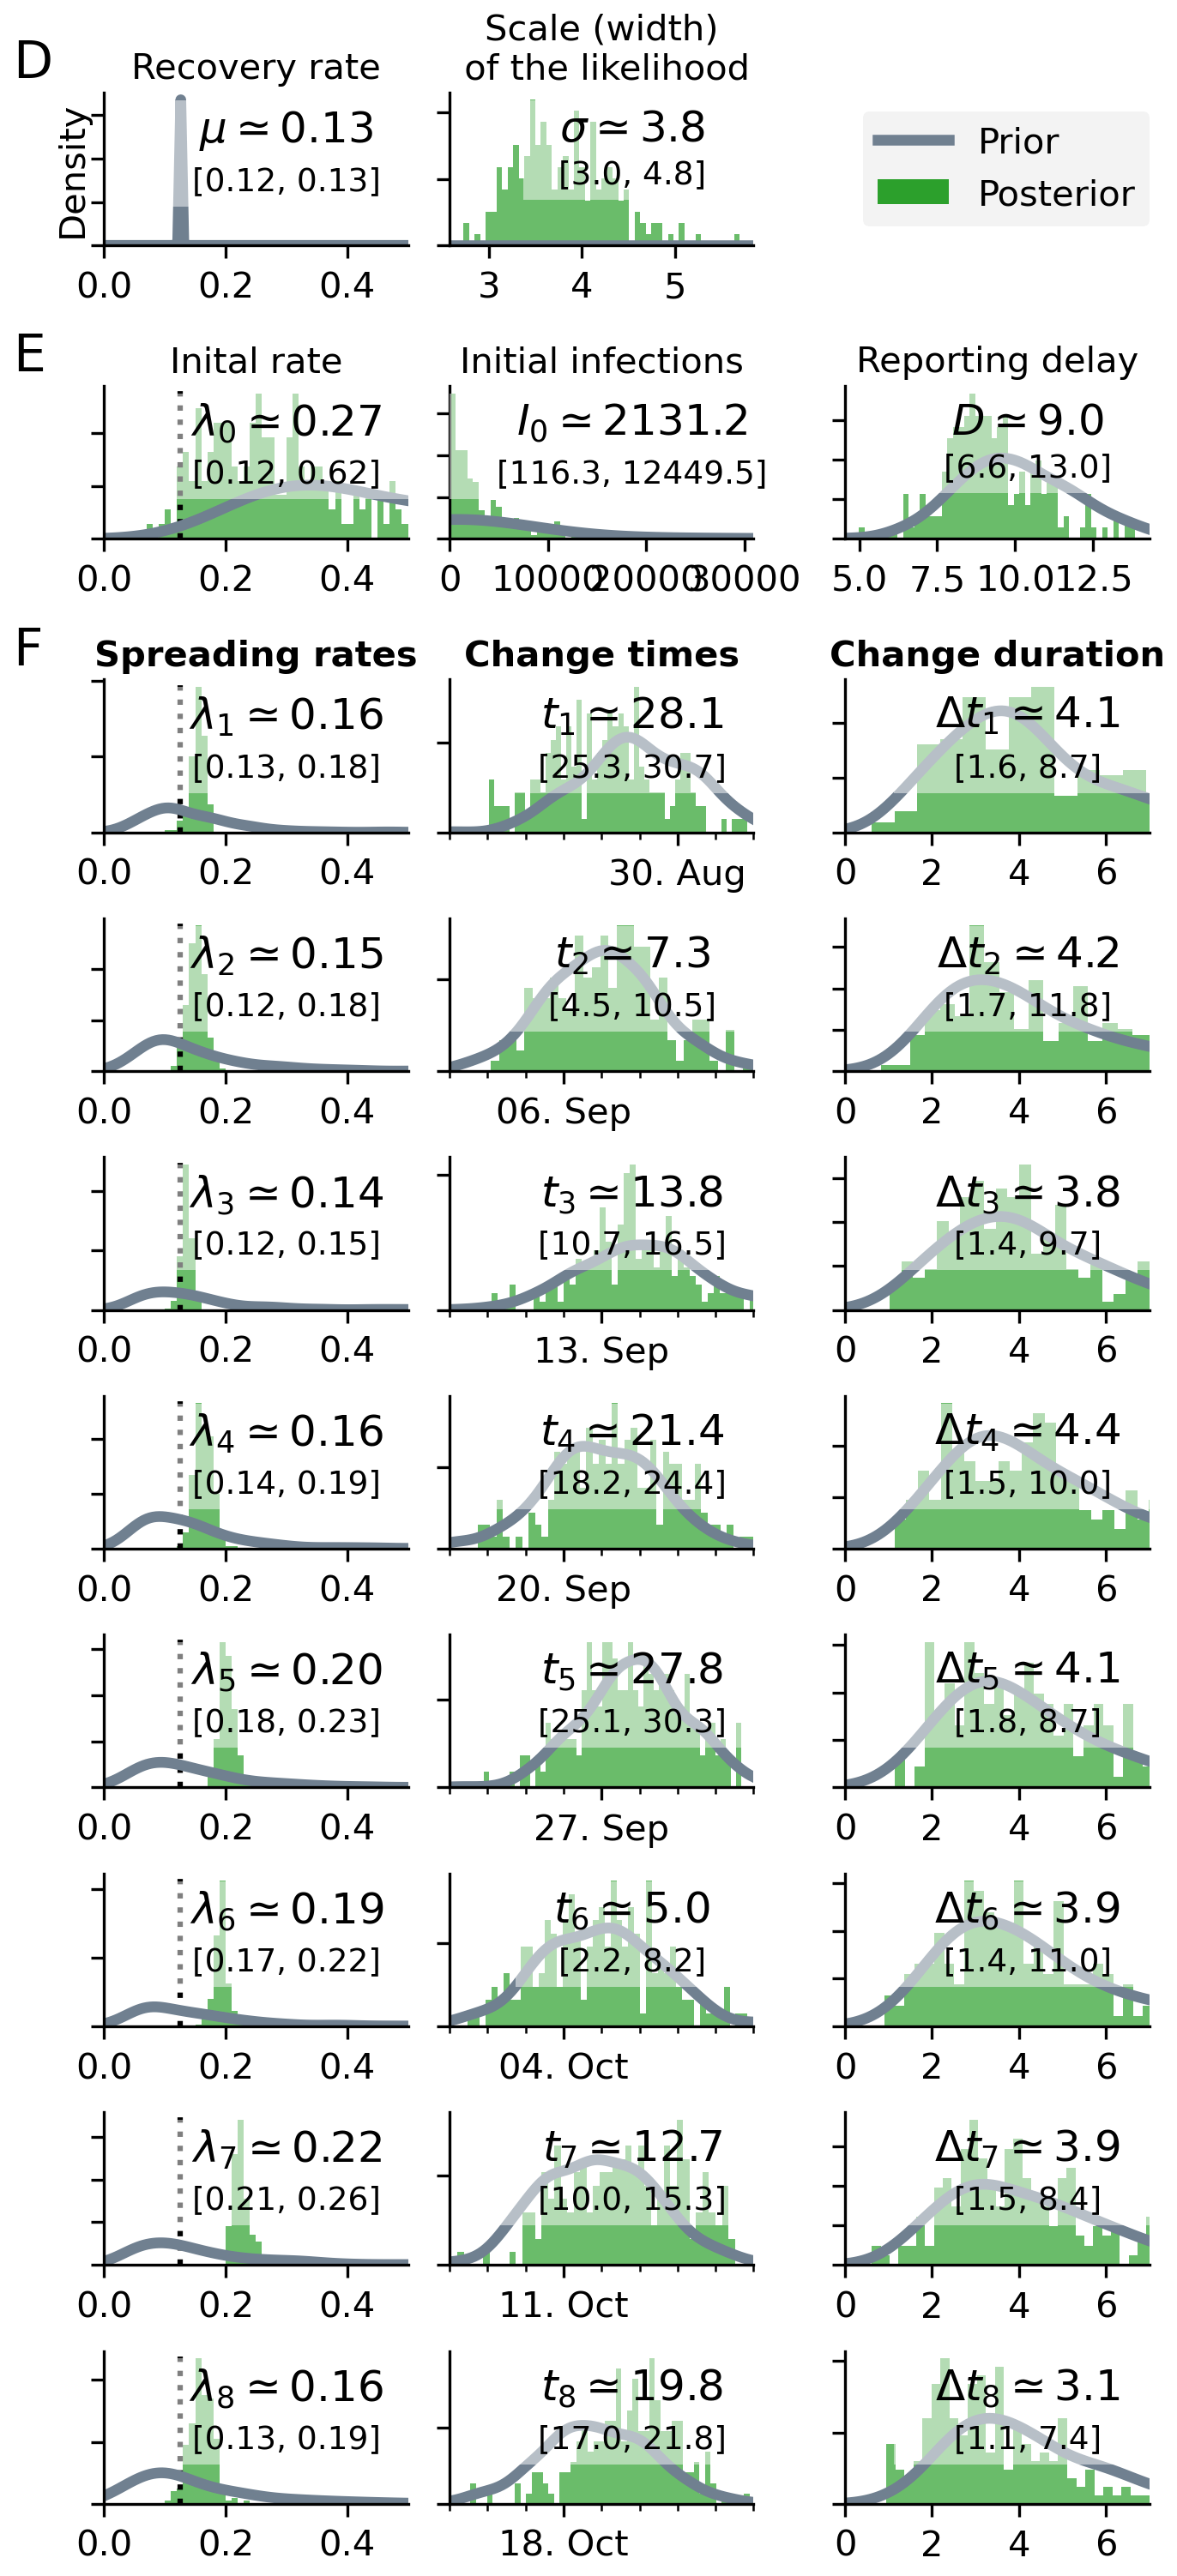 D
Recovery rate
Scale (width)
of the likelihood
Density
μ ≃ 0.13
[0.12, 0.13]
σ ≃ 3.8
[3.0, 4.8]
Prior
Posterior
0.0 0.2 0.4
3 4 5
E
Inital rate
Initial infections
Reporting delay
λ0 ≃ 0.27
[0.12, 0.62]
I0 ≃ 2131.2
[116.3, 12449.5]
D ≃ 9.0
[6.6, 13.0]
0.0 0.2 0.4
0 10000 20000 30000
5.0 7.5 10.0 12.5
F
Spreading rates
Change times
Change duration
λ1 ≃ 0.16
[0.13, 0.18]
t1 ≃ 28.1
[25.3, 30.7]
Δt1 ≃ 4.1
[1.6, 8.7]
0.0 0.2 0.4
30. Aug
0 2 4 6
λ2 ≃ 0.15
[0.12, 0.18]
t2 ≃ 7.3
[4.5, 10.5]
Δt2 ≃ 4.2
[1.7, 11.8]
0.0 0.2 0.4
06. Sep
0 2 4 6
λ3 ≃ 0.14
[0.12, 0.15]
t3 ≃ 13.8
[10.7, 16.5]
Δt3 ≃ 3.8
[1.4, 9.7]
0.0 0.2 0.4
13. Sep
0 2 4 6
λ4 ≃ 0.16
[0.14, 0.19]
t4 ≃ 21.4
[18.2, 24.4]
Δt4 ≃ 4.4
[1.5, 10.0]
0.0 0.2 0.4
20. Sep
0 2 4 6
λ5 ≃ 0.20
[0.18, 0.23]
t5 ≃ 27.8
[25.1, 30.3]
Δt5 ≃ 4.1
[1.8, 8.7]
0.0 0.2 0.4
27. Sep
0 2 4 6
λ6 ≃ 0.19
[0.17, 0.22]
t6 ≃ 5.0
[2.2, 8.2]
Δt6 ≃ 3.9
[1.4, 11.0]
0.0 0.2 0.4
04. Oct
0 2 4 6
λ7 ≃ 0.22
[0.21, 0.26]
t7 ≃ 12.7
[10.0, 15.3]
Δt7 ≃ 3.9
[1.5, 8.4]
0.0 0.2 0.4
11. Oct
0 2 4 6
λ8 ≃ 0.16
[0.13, 0.19]
t8 ≃ 19.8
[17.0, 21.8]
Δt8 ≃ 3.1
[1.1, 7.4]
0.0 0.2 0.4
18. Oct
0 2 4 6